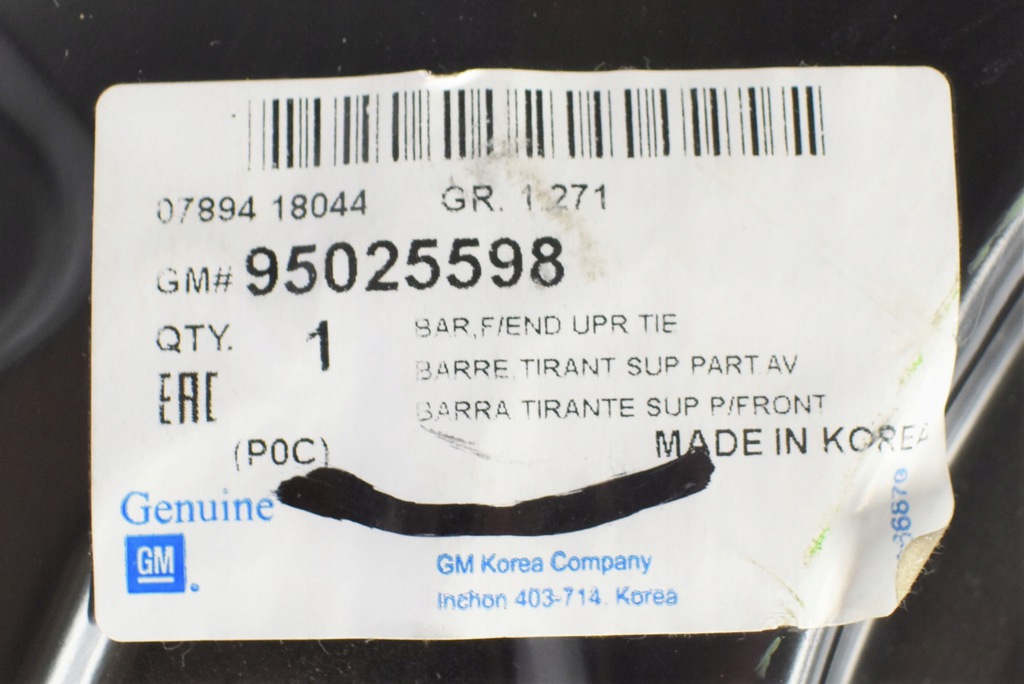 07894 18044 GR. 1.271
GM# 95025598
QTY. 1
BAR,F/END UPR TIE
BARRE,TIRANT SUP PART.AV
BARRA TIRANTE SUP P/FRONT
EAC
(P0C)
MADE IN KOREA
Genuine
GM
GM Korea Company
Inchon 403-714. Korea